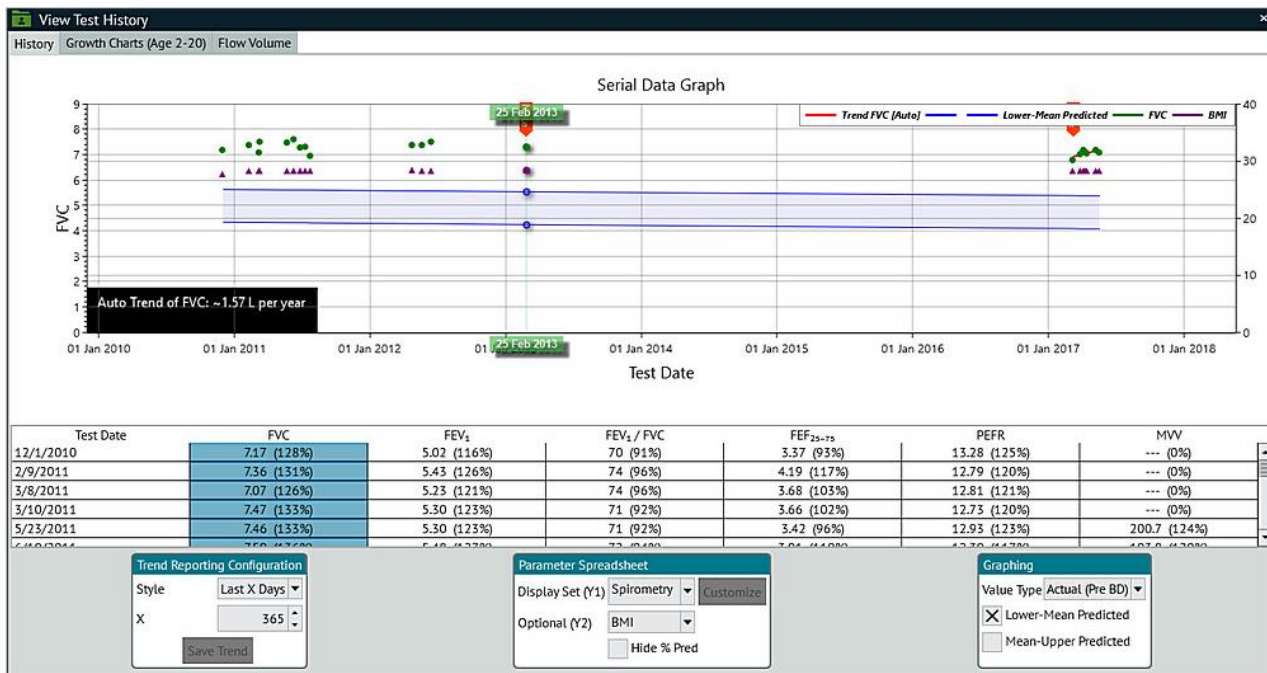 View Test History ×
History Growth Charts (Age 2-20) Flow Volume
Serial Data Graph
25 Feb 2013
Trend FVC [Auto] Lower-Mean Predicted FVC BMI
9
8
7
6
5
4
3
2
1
0
FVC
40
30
20
10
0
Auto Trend of FVC: ~1.57 L per year
01 Jan 2010 01 Jan 2011 01 Jan 2012 25 Feb 2013 01 Jan 2014 01 Jan 2015 01 Jan 2016 01 Jan 2017 01 Jan 2018
Test Date
Test Date FVC FEV₁ FEV₁ / FVC FEF₂₅₋₇₅ PEFR MVV
12/1/2010 7.17 (128%) 5.02 (116%) 70 (91%) 3.37 (93%) 13.28 (125%) --- (0%)
2/9/2011 7.36 (131%) 5.43 (126%) 74 (96%) 4.19 (117%) 12.79 (120%) --- (0%)
3/8/2011 7.07 (126%) 5.23 (121%) 74 (96%) 3.68 (103%) 12.81 (121%) --- (0%)
3/10/2011 7.47 (133%) 5.30 (123%) 71 (92%) 3.66 (102%) 12.73 (120%) --- (0%)
5/23/2011 7.46 (133%) 5.30 (123%) 71 (92%) 3.42 (96%) 12.93 (123%) 200.7 (124%)
Trend Reporting Configuration
Style Last X Days
X 365
Save Trend
Parameter Spreadsheet
Display Set (Y1) Spirometry Customize
Optional (Y2) BMI
Hide % Pred
Graphing
Value Type Actual (Pre BD)
Lower-Mean Predicted
Mean-Upper Predicted